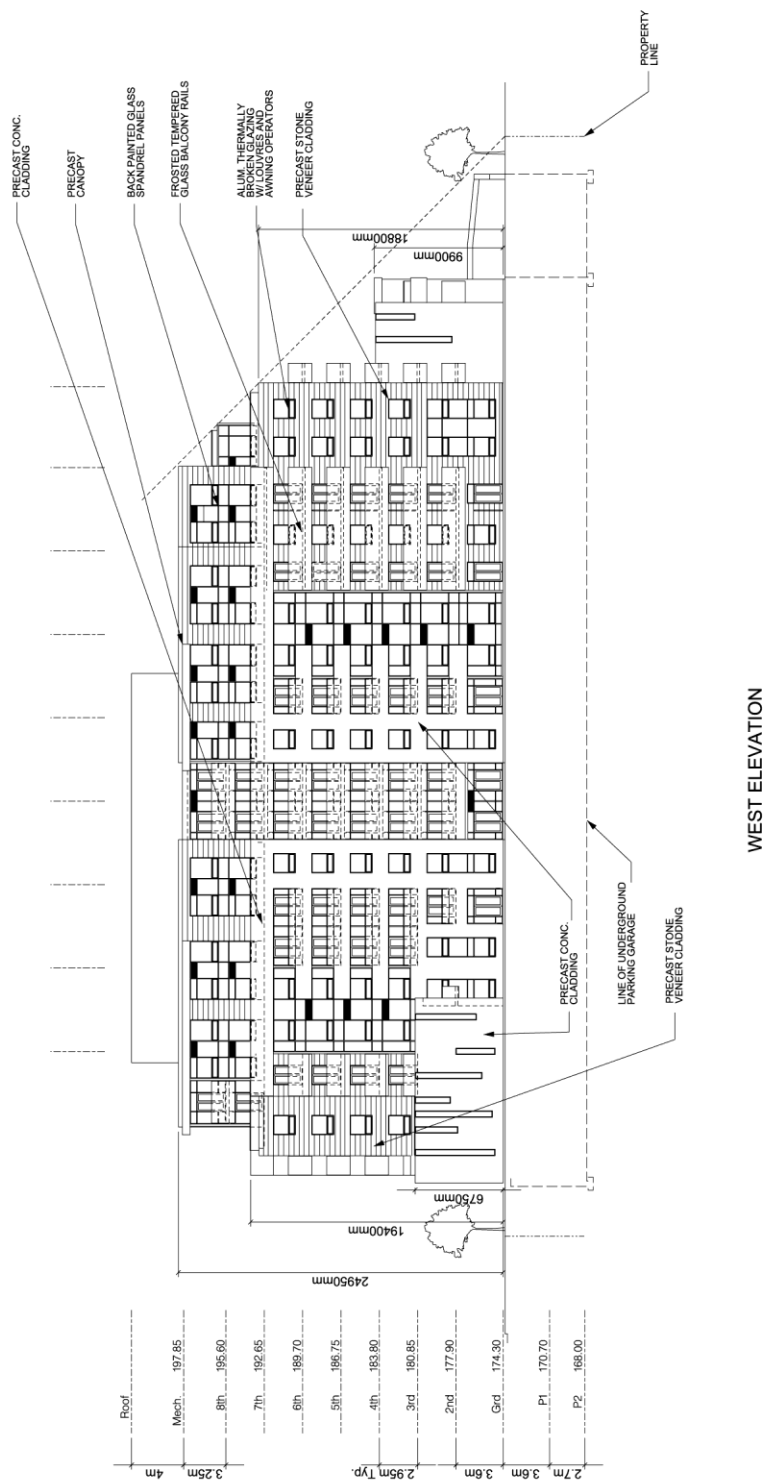 PRECAST CONC.
CLADDING
PRECAST
CANOPY
BACK PAINTED GLASS
SPANDREL PANELS
FROSTED TEMPERED
GLASS BALCONY RAILS
ALUM. THERMALLY
BROKEN GLAZING
W/ LOUVRES AND
AWNING OPERATORS
PRECAST STONE
VENEER CLADDING
PROPERTY
LINE
18800mm
9900mm
24950mm
19400mm
6750mm
PRECAST CONC.
CLADDING
LINE OF UNDERGROUND
PARKING GARAGE
PRECAST STONE
VENEER CLADDING
Roof
Mech. 197.85
8th 195.60
7th 192.65
6th 189.70
5th 186.75
4th 183.80
3rd 180.85
2nd 177.90
Grd 174.30
P1 170.70
P2 168.00
4m
3.25m
2.95m Typ.
3.6m
3.6m
2.7m
WEST ELEVATION